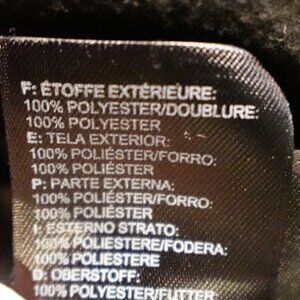 F: ÉTOFFE EXTÉRIEURE:
100% POLYESTER/DOUBLURE:
100% POLYESTER
E: TELA EXTERIOR:
100% POLIÉSTER/FORRO:
100% POLIÉSTER
P: PARTE EXTERNA:
100% POLIÉSTER/FORRO:
100% POLIÉSTER
I: ESTERNO STRATO:
100% POLIESTERE/FODERA:
100% POLIESTERE
D: OBERSTOFF:
100% POLYESTER/FUTTER: